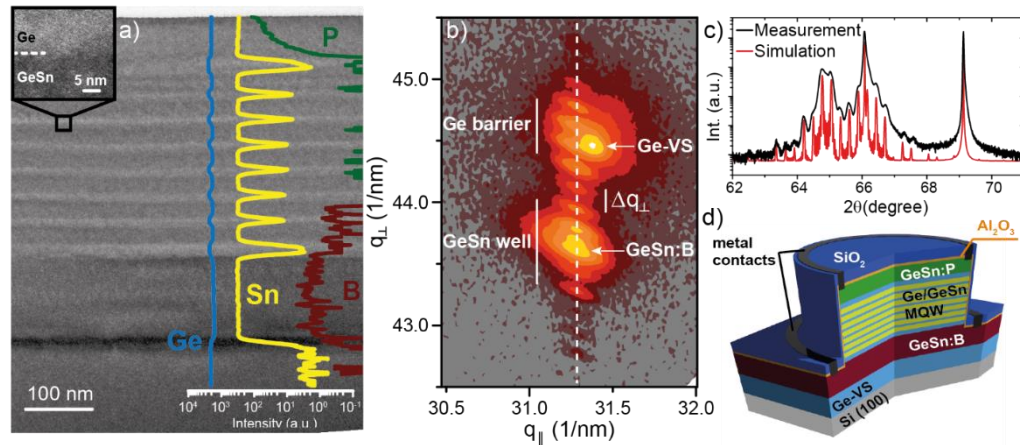 a)
Ge
GeSn
5 nm
P
Sn
Ge
B
100 nm
10⁴ 10³ 10² 10¹ 10⁰ 10⁻¹
Intensity (a.u.)
b)
45.0
44.0
43.0
q⊥ (1/nm)
Ge barrier
Ge-VS
Δq⊥
GeSn well
GeSn:B
30.5 31.0 31.5 32.0
q∥ (1/nm)
c)
Measurement
Simulation
Int. (a.u.)
62 64 66 68 70
2θ(degree)
d)
Al₂O₃
metal
contacts
SiO₂
GeSn:P
Ge/GeSn
MQW
GeSn:B
Ge-VS
Si (100)